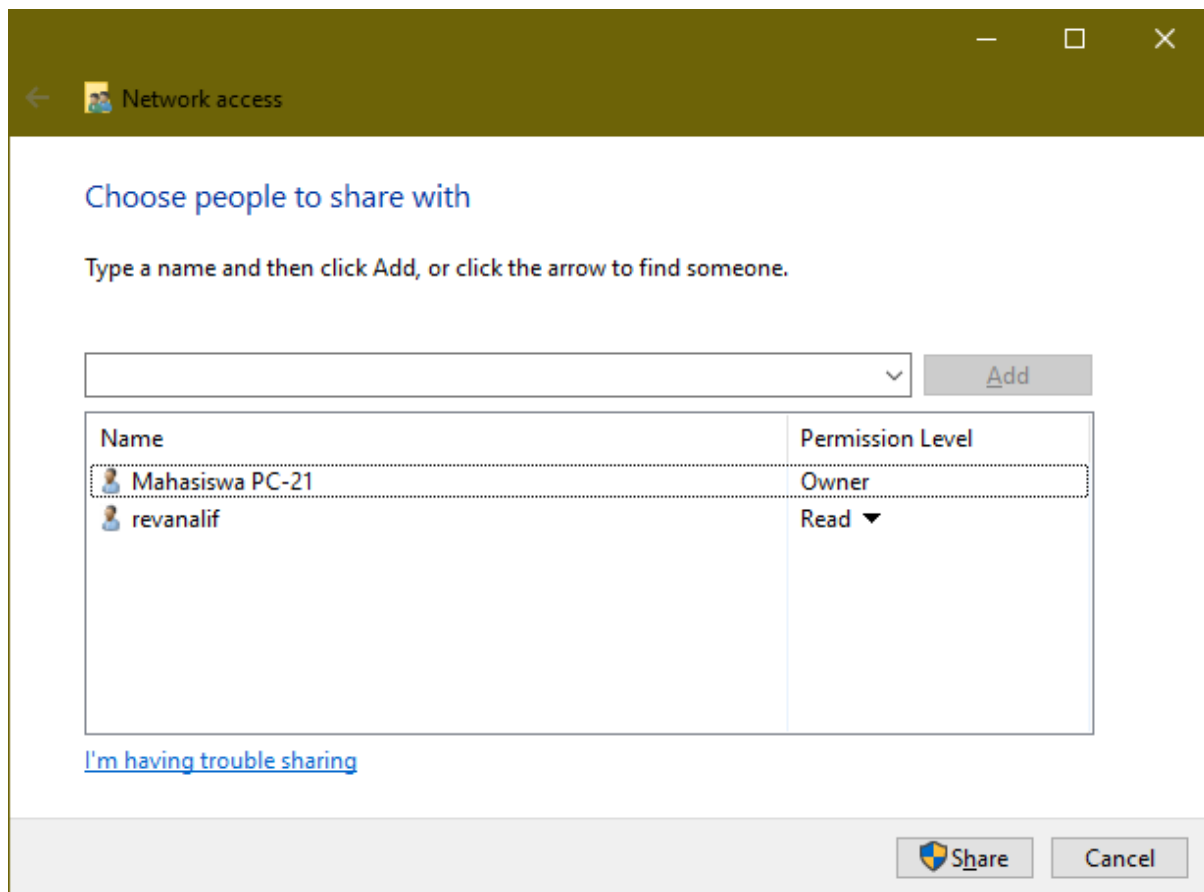 Network access
Choose people to share with
Type a name and then click Add, or click the arrow to find someone.
Add
Name Permission Level
Mahasiswa PC-21 Owner
revanalif Read
I'm having trouble sharing
Share Cancel